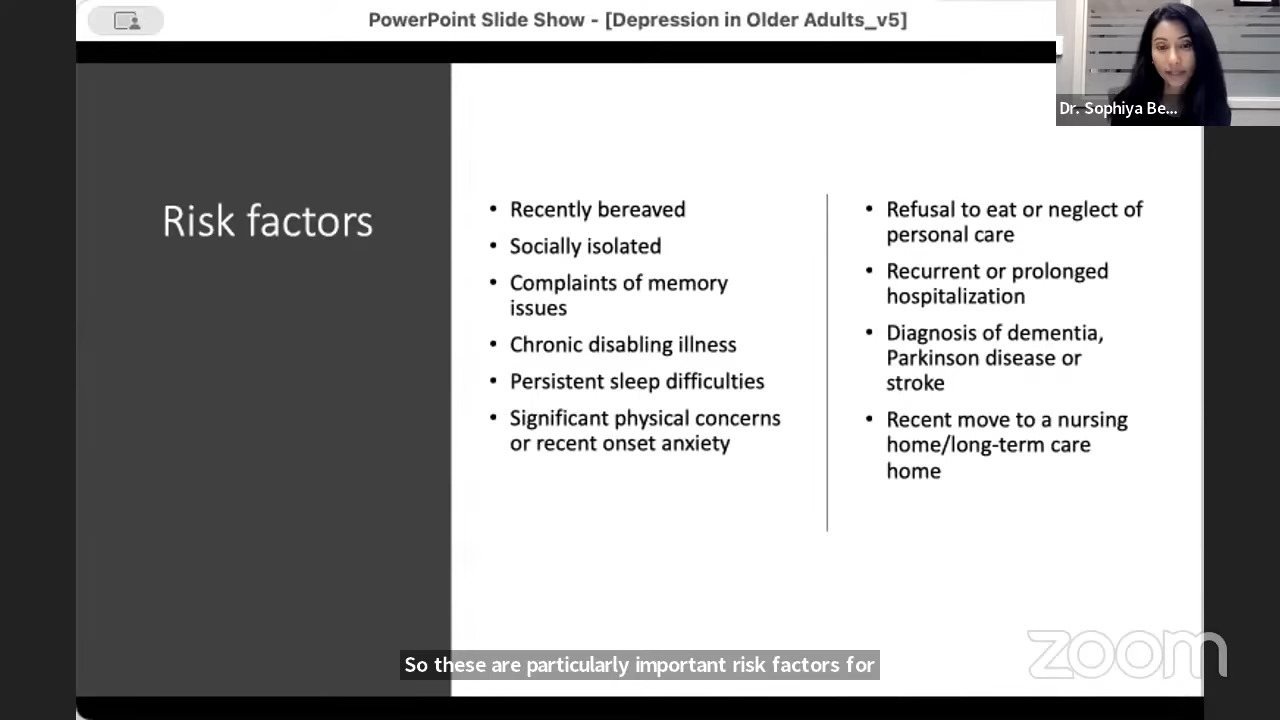 PowerPoint Slide Show - [Depression in Older Adults_v5]
Dr. Sophiya Be...
Risk factors
• Recently bereaved
• Socially isolated
• Complaints of memory
issues
• Chronic disabling illness
• Persistent sleep difficulties
• Significant physical concerns
or recent onset anxiety
• Refusal to eat or neglect of
personal care
• Recurrent or prolonged
hospitalization
• Diagnosis of dementia,
Parkinson disease or
stroke
• Recent move to a nursing
home/long-term care
home
So these are particularly important risk factors for
zoom